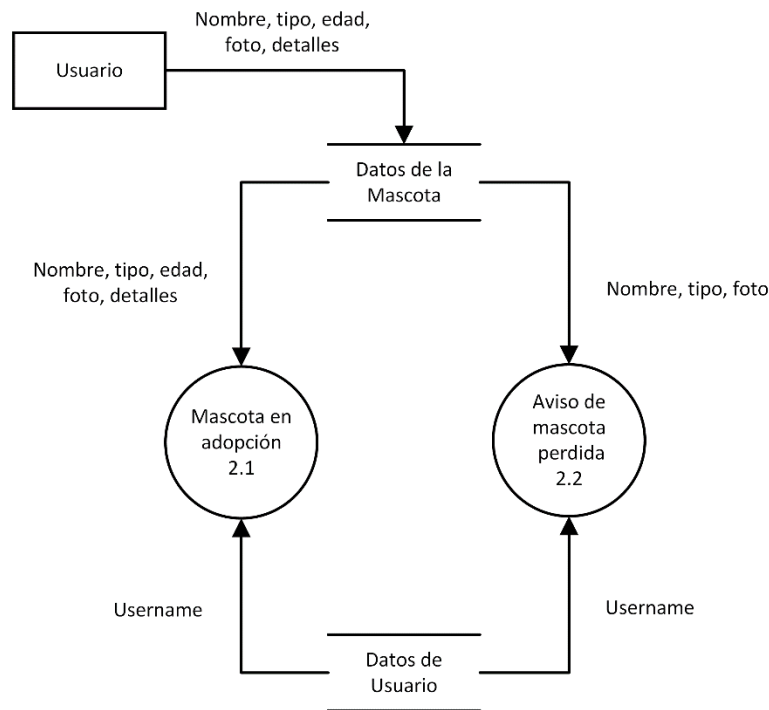 Nombre, tipo, edad,
foto, detalles
Usuario
Datos de la
Mascota
Nombre, tipo, edad,
foto, detalles
Nombre, tipo, foto
Mascota en
adopción
2.1
Aviso de
mascota
perdida
2.2
Username
Username
Datos de
Usuario